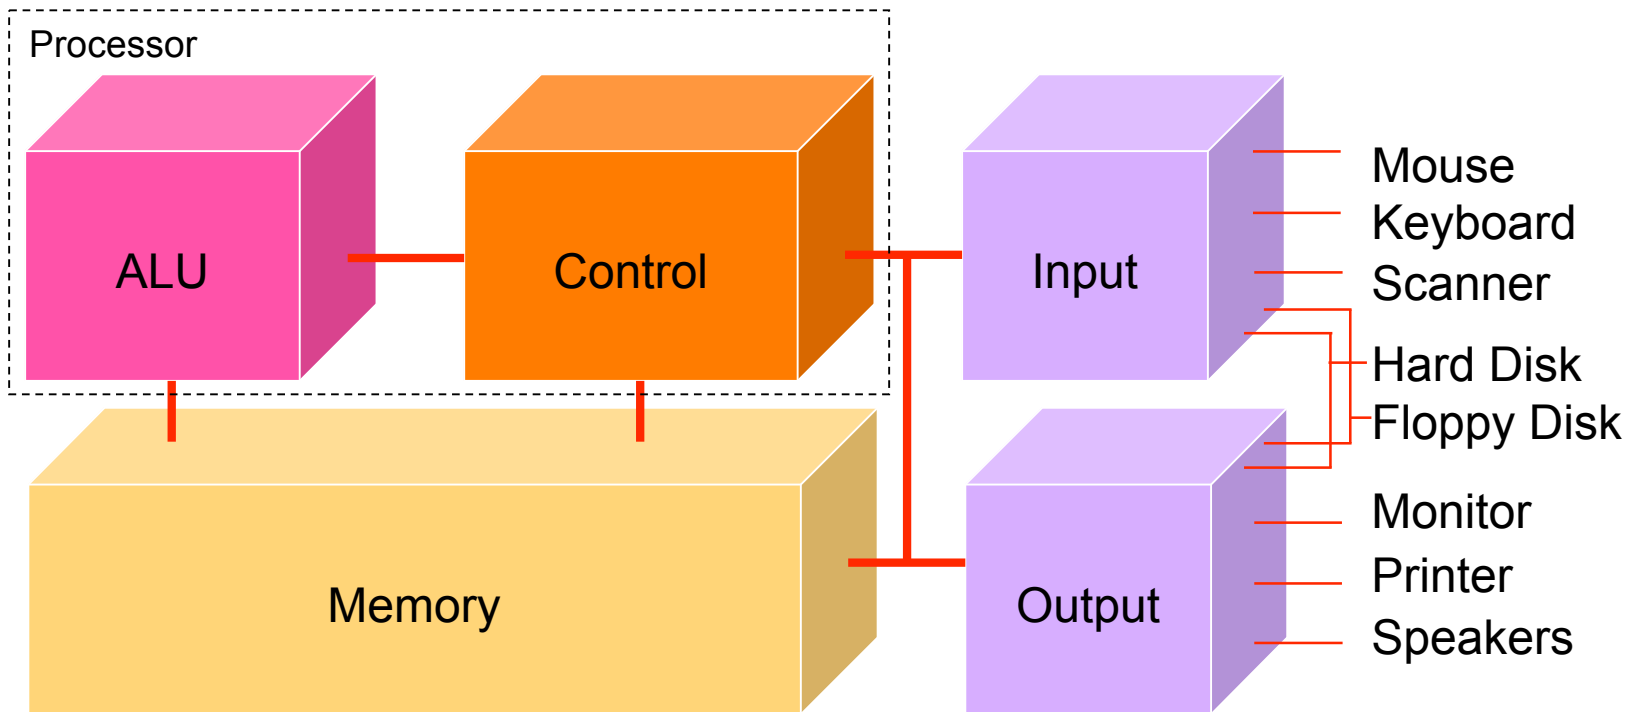 Processor
ALU
Control
Input
Mouse
Keyboard
Scanner
Hard Disk
Floppy Disk
Memory
Output
Monitor
Printer
Speakers